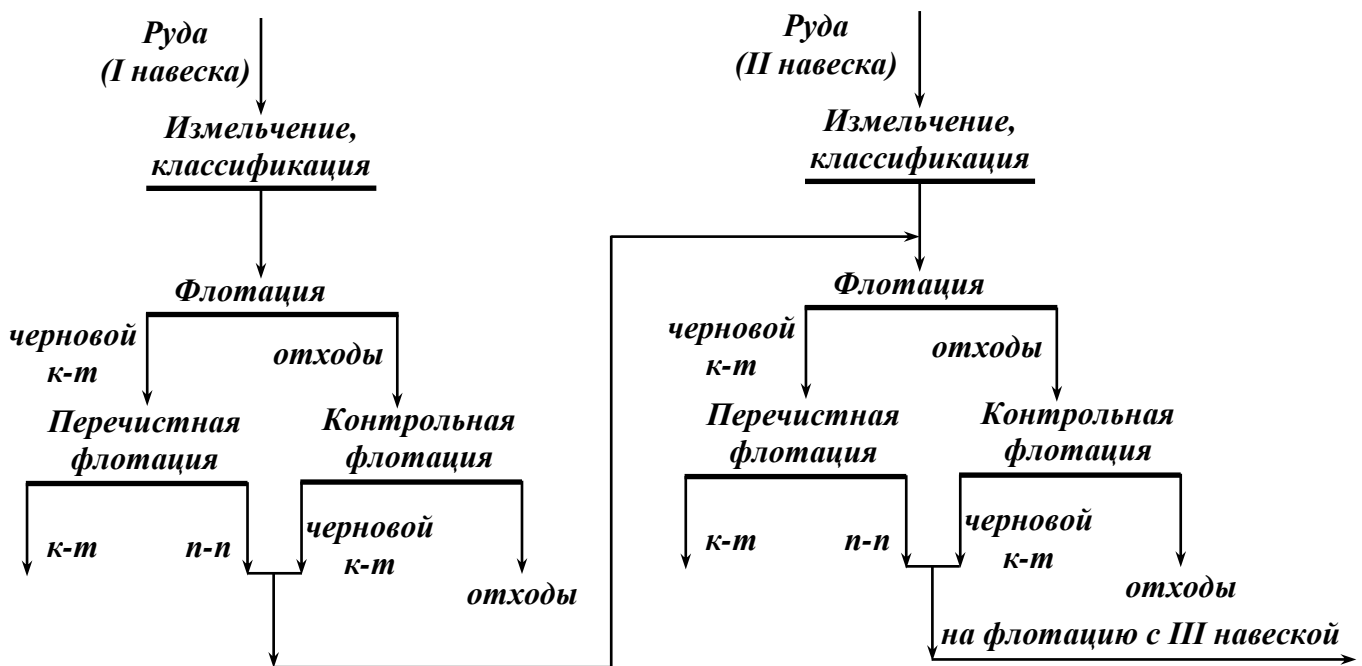 Руда
(I навеска)
Измельчение,
классификация
Флотация
черновой
к-т
отходы
Перечистная
флотация
Контрольная
флотация
к-т
п-п
черновой
к-т
отходы
Руда
(II навеска)
Измельчение,
классификация
Флотация
черновой
к-т
отходы
Перечистная
флотация
Контрольная
флотация
к-т
п-п
черновой
к-т
отходы
на флотацию с III навеской